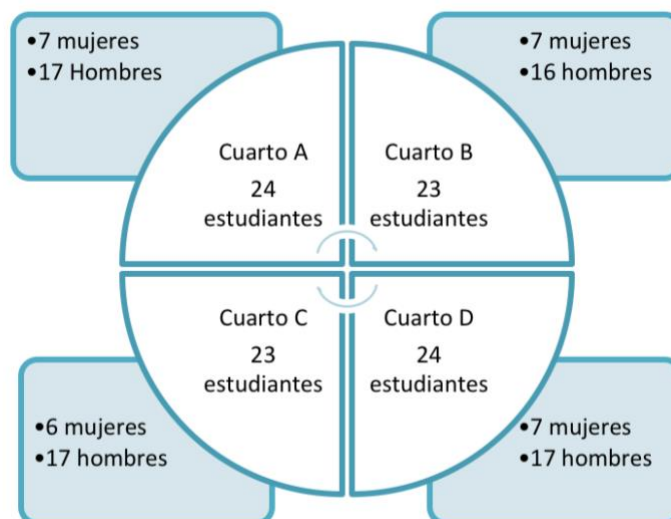 •7 mujeres
•17 Hombres
•7 mujeres
•16 hombres
Cuarto A
24
estudiantes
Cuarto B
23
estudiantes
Cuarto C
23
estudiantes
Cuarto D
24
estudiantes
•6 mujeres
•17 hombres
•7 mujeres
•17 hombres